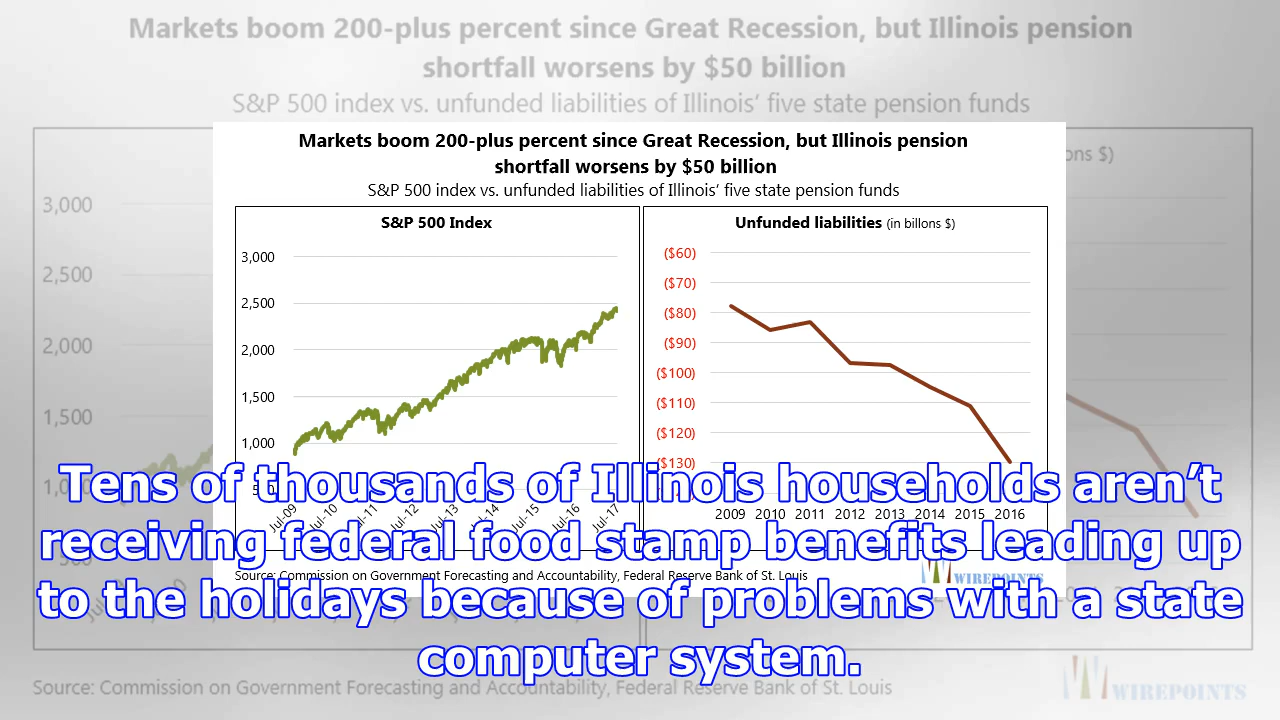 Markets boom 200-plus percent since Great Recession, but Illinois pension
shortfall worsens by $50 billion
S&P 500 index vs. unfunded liabilities of Illinois’ five state pension funds
Markets boom 200-plus percent since Great Recession, but Illinois pension
shortfall worsens by $50 billion
S&P 500 index vs. unfunded liabilities of Illinois’ five state pension funds
S&P 500 Index
3,000
2,500
2,000
1,500
1,000
Jul-09
Jul-10
Jul-11
Jul-12
Jul-13
Jul-14
Jul-15
Jul-16
Jul-17
Unfunded liabilities (in billons $)
($60)
($70)
($80)
($90)
($100)
($110)
($120)
($130)
2009 2010 2011 2012 2013 2014 2015 2016
Source: Commission on Government Forecasting and Accountability, Federal Reserve Bank of St. Louis
WIREPOINTS
Tens of thousands of Illinois households aren’t
receiving federal food stamp benefits leading up
to the holidays because of problems with a state
computer system.
3,000
2,500
2,000
1,500
Source: Commission on Government Forecasting and Accountability, Federal Reserve Bank of St. Louis
WIREPOINTS